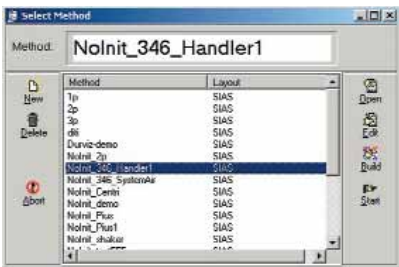 Select Method
Method:
NoInit_346_Handler1
New
Delete
Abort
Method Layout
1p SIAS
2p SIAS
3p SIAS
dili SIAS
Durviz-demo SIAS
NoInit_2p SIAS
NoInit_346_Handler1 SIAS
NoInit_346_SystemAir SIAS
NoInit_Centri SIAS
NoInit_demo SIAS
NoInit_Pius SIAS
NoInit_Pius1 SIAS
NoInit_shaker SIAS
Open
Edit
Build
Start